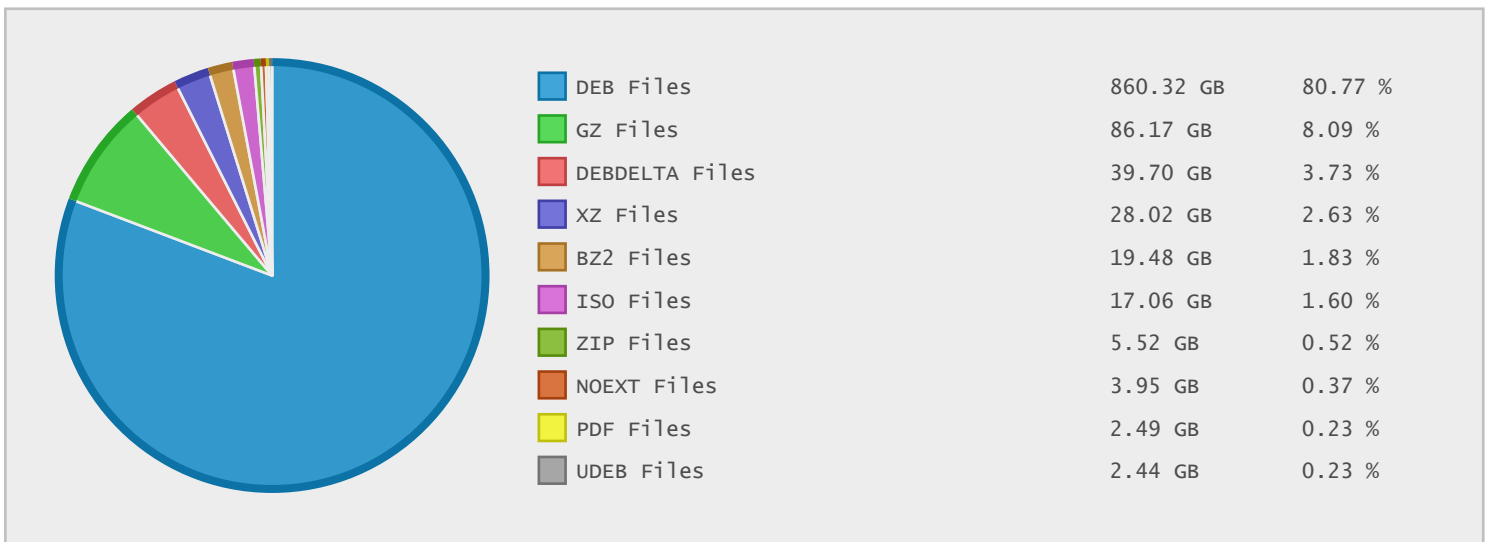 DEB Files 860.32 GB 80.77 %
GZ Files 86.17 GB 8.09 %
DEBDELTA Files 39.70 GB 3.73 %
XZ Files 28.02 GB 2.63 %
BZ2 Files 19.48 GB 1.83 %
ISO Files 17.06 GB 1.60 %
ZIP Files 5.52 GB 0.52 %
NOEXT Files 3.95 GB 0.37 %
PDF Files 2.49 GB 0.23 %
UDEB Files 2.44 GB 0.23 %